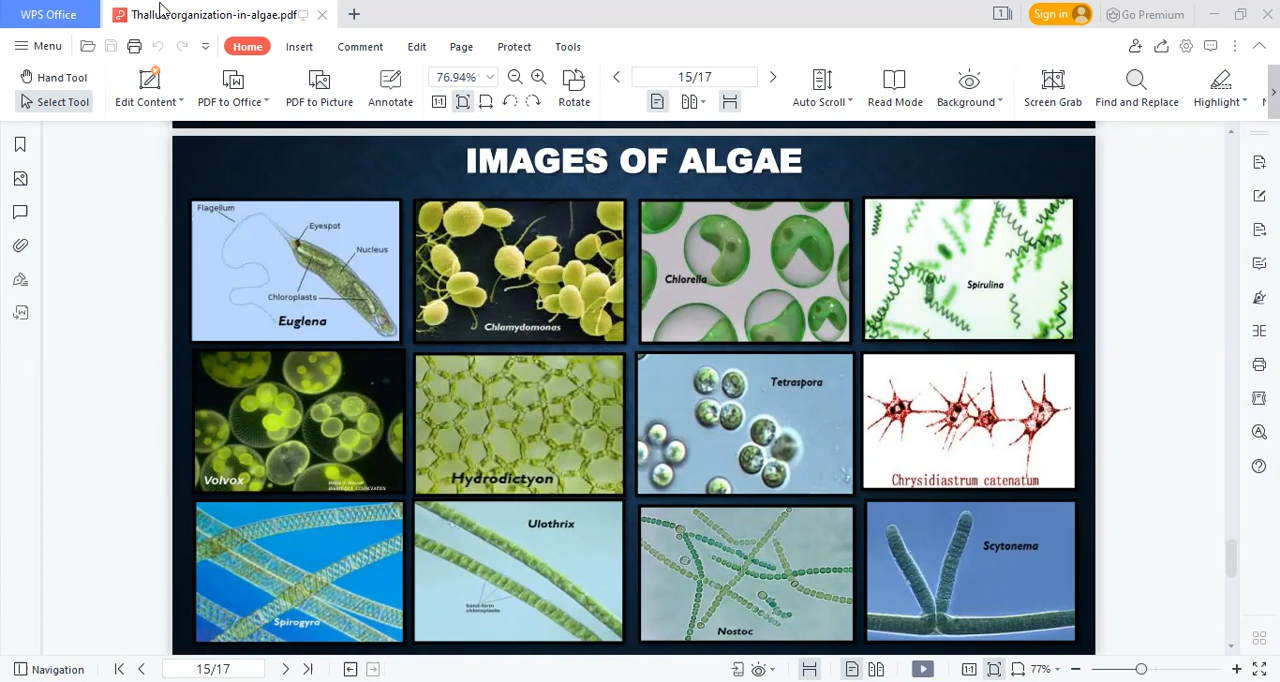 WPS Office
Thallus-organization-in-algae.pdf
Sign in
Go Premium
Menu
Home
Insert
Comment
Edit
Page
Protect
Tools
Hand Tool
Select Tool
Edit Content
PDF to Office
PDF to Picture
Annotate
76.94%
Rotate
15/17
Auto Scroll
Read Mode
Background
Screen Grab
Find and Replace
Highlight
IMAGES OF ALGAE
Flagellum
Eyespot
Nucleus
Chloroplasts
Euglena
Chlamydomonas
Chlorella
Spirulina
Volvox
Hydrodictyon
Tetraspora
Chrysidiastrum catenatum
Spirogyra
Ulothrix
band-form
chloroplasts
Nostoc
Scytonema
Navigation
15/17
77%